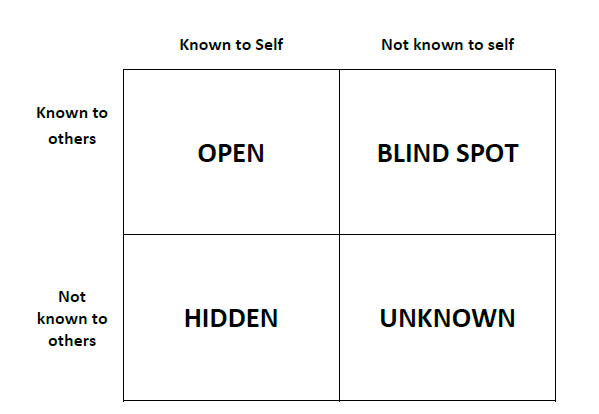 Known to Self
Not known to self
Known to
others
OPEN
BLIND SPOT
Not
known to
others
HIDDEN
UNKNOWN